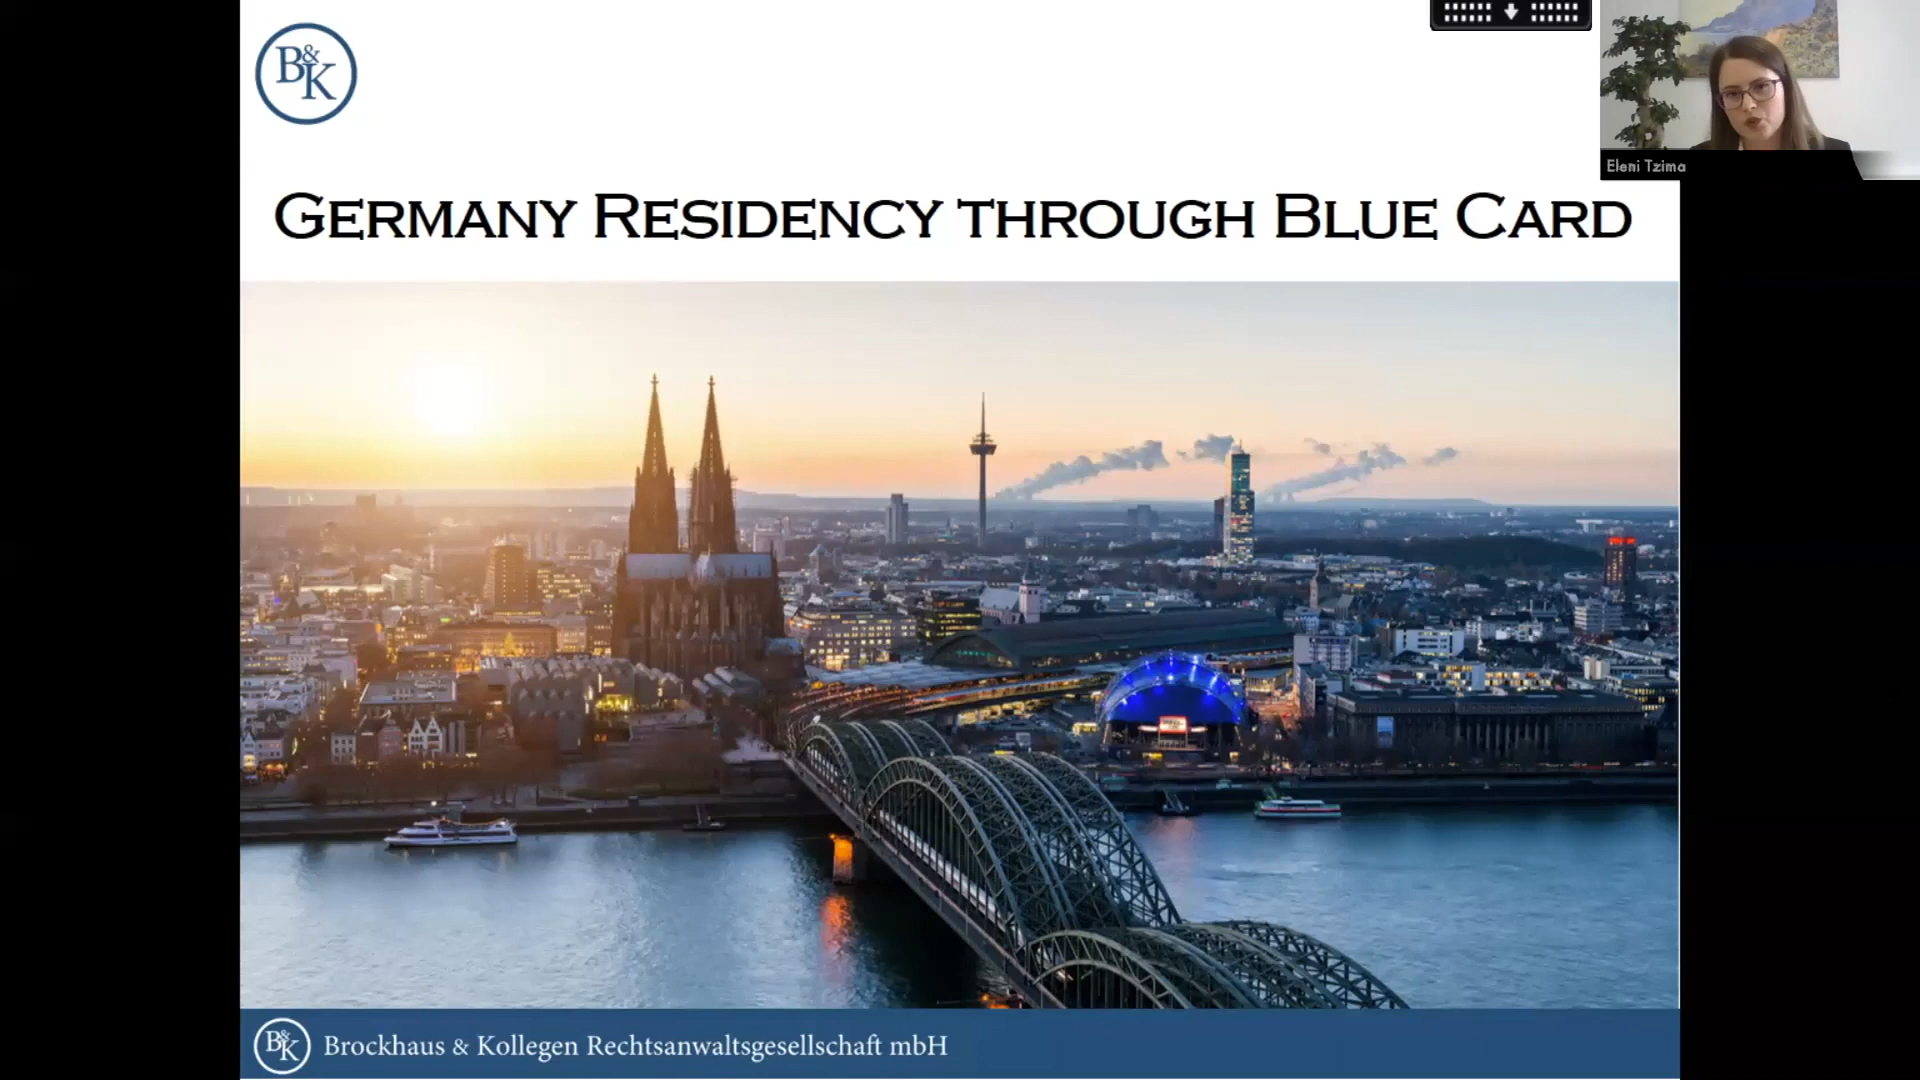 B&K
Eleni Tzima
GERMANY RESIDENCY THROUGH BLUE CARD
B&K
Brockhaus & Kollegen Rechtsanwaltsgesellschaft mbH